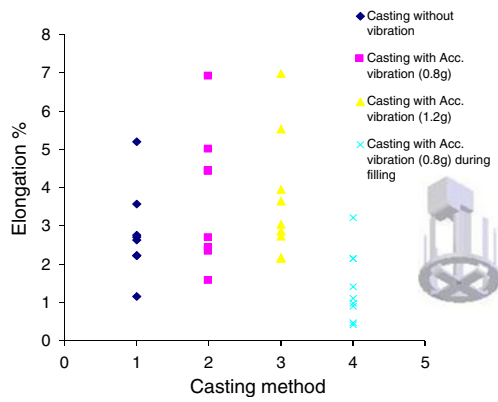 Casting without
vibration
Casting with Acc.
vibration (0.8g)
Casting with Acc.
vibration (1.2g)
Casting with Acc.
vibration (0.8g) during
filling
Elongation %
8
7
6
5
4
3
2
1
0
0 1 2 3 4 5
Casting method